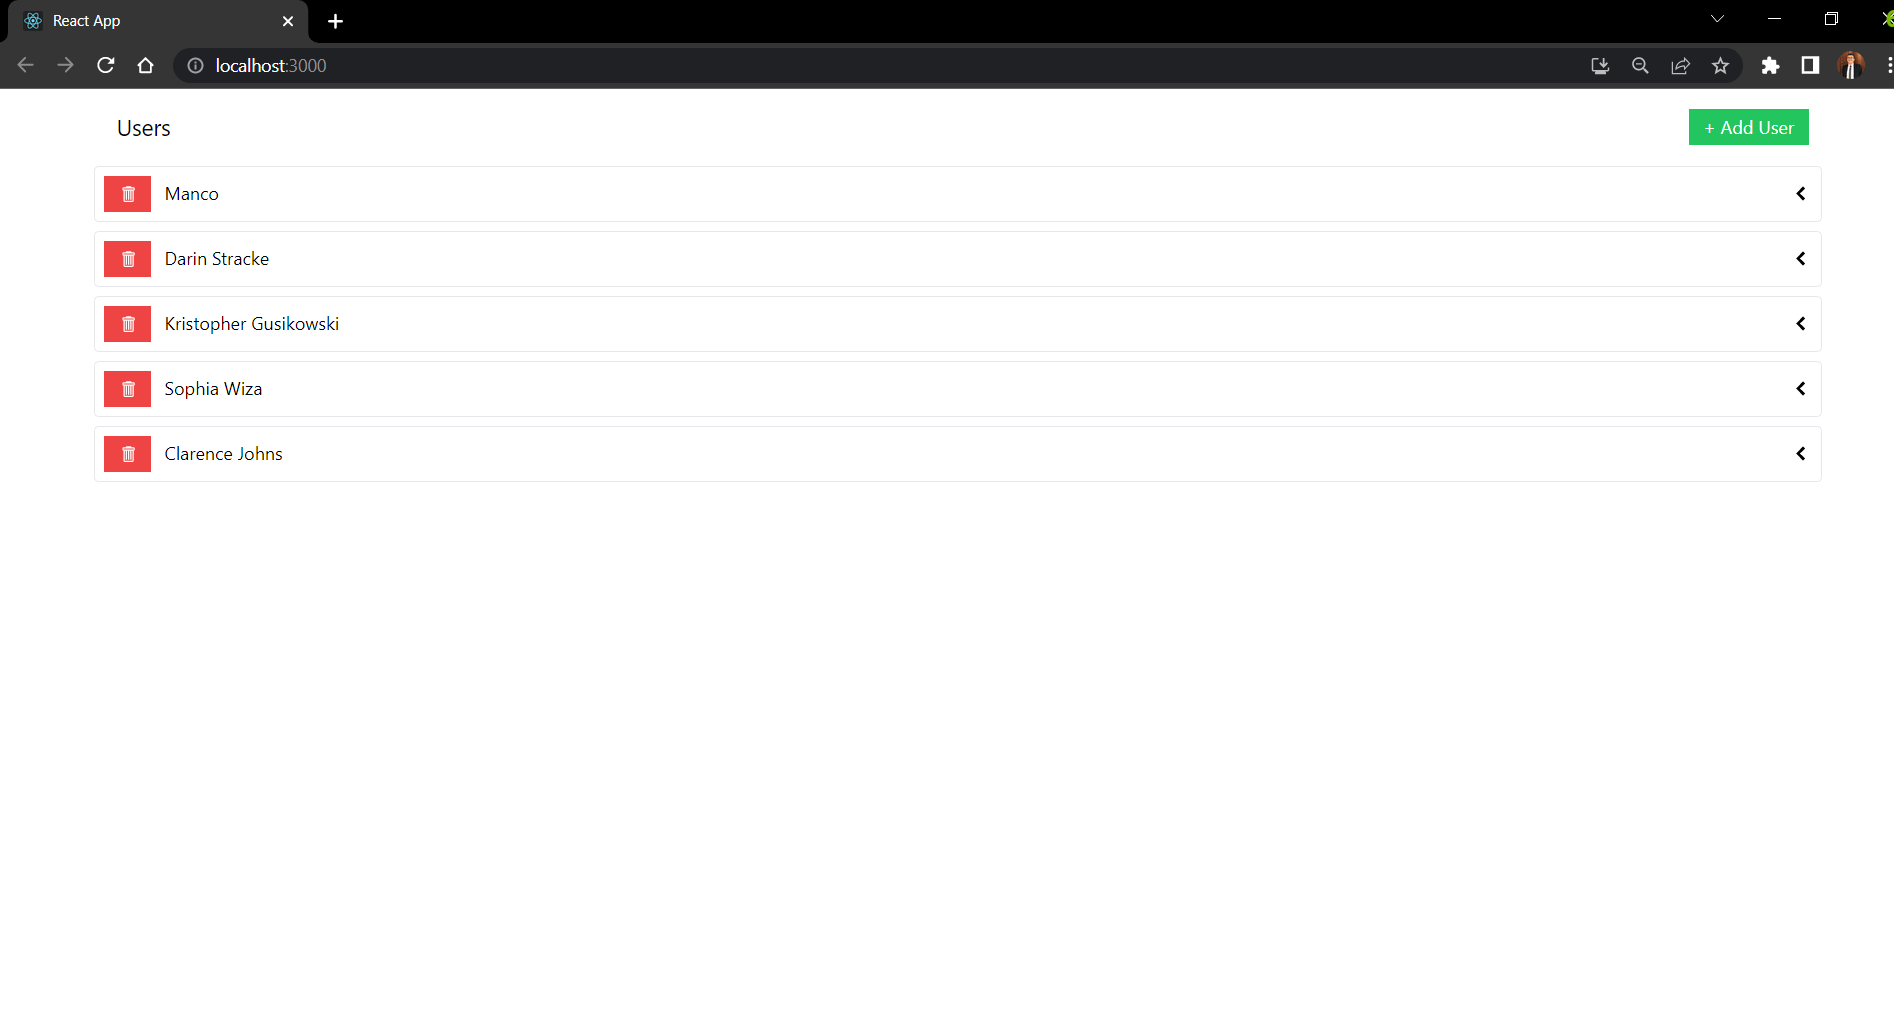 React App
localhost:3000
Users
+ Add User
Manco
Darin Stracke
Kristopher Gusikowski
Sophia Wiza
Clarence Johns